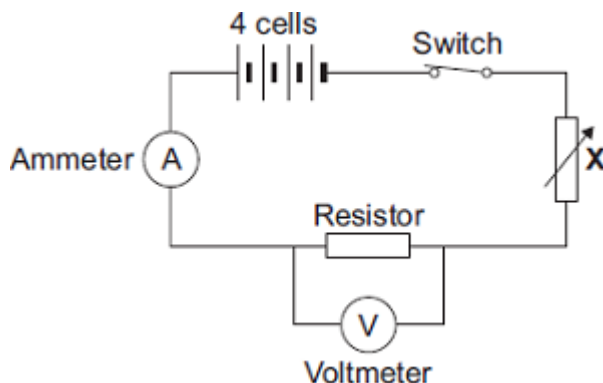 4 cells
Switch
Ammeter
A
X
Resistor
V
Voltmeter